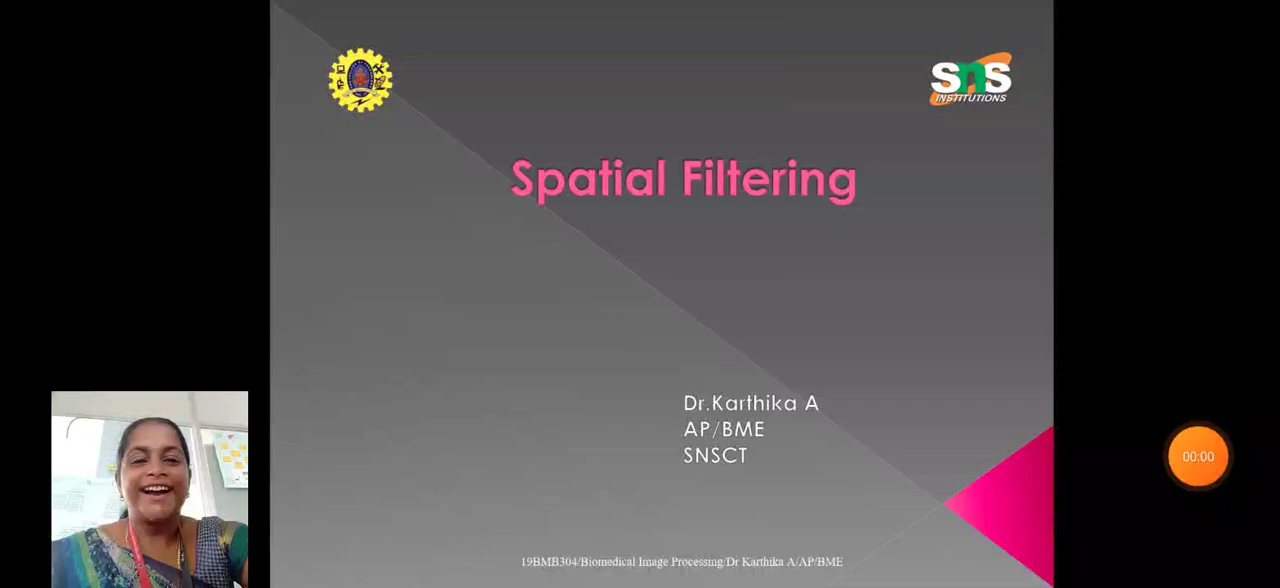 sns
INSTITUTIONS
Spatial Filtering
Dr.Karthika A
AP/BME
SNSCT
00:00
19BMB304/Biomedical Image Processing/Dr Karthika A/AP/BME